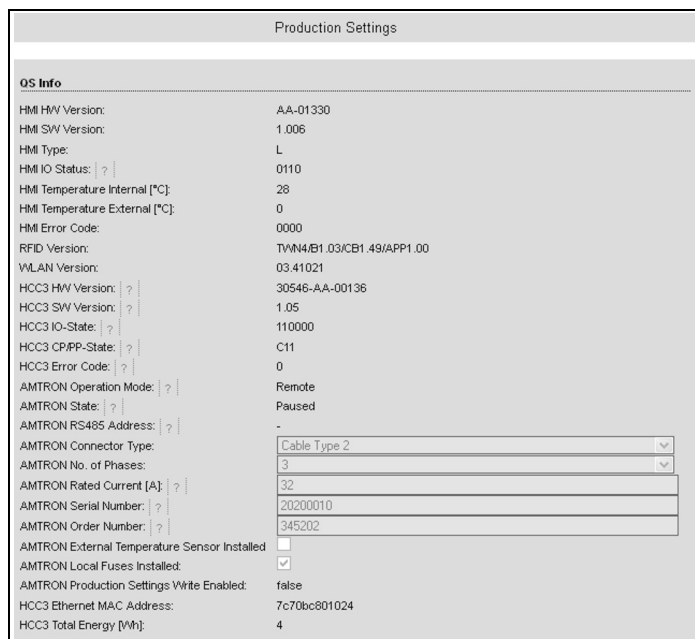 Production Settings
QS Info
HMI HW Version: AA-01330
HMI SW Version: 1.006
HMI Type: L
HMI IO Status: ? 0110
HMI Temperature Internal [°C]: 28
HMI Temperature External [°C]: 0
HMI Error Code: 0000
RFID Version: TWN4/B1.03/CB1.49/APP1.00
WLAN Version: 03.41021
HCC3 HW Version: ? 30546-AA-00136
HCC3 SW Version: ? 1.05
HCC3 IO-State: ? 110000
HCC3 CP/PP-State: ? C11
HCC3 Error Code: ? 0
AMTRON Operation Mode: ? Remote
AMTRON State: ? Paused
AMTRON RS485 Address: ? -
AMTRON Connector Type: Cable Type 2
AMTRON No. of Phases: 3
AMTRON Rated Current [A]: ? 32
AMTRON Serial Number: ? 20200010
AMTRON Order Number: ? 345202
AMTRON External Temperature Sensor Installed
AMTRON Local Fuses Installed:
AMTRON Production Settings Write Enabled: false
HCC3 Ethernet MAC Address: 7c70bc801024
HCC3 Total Energy [Wh]: 4